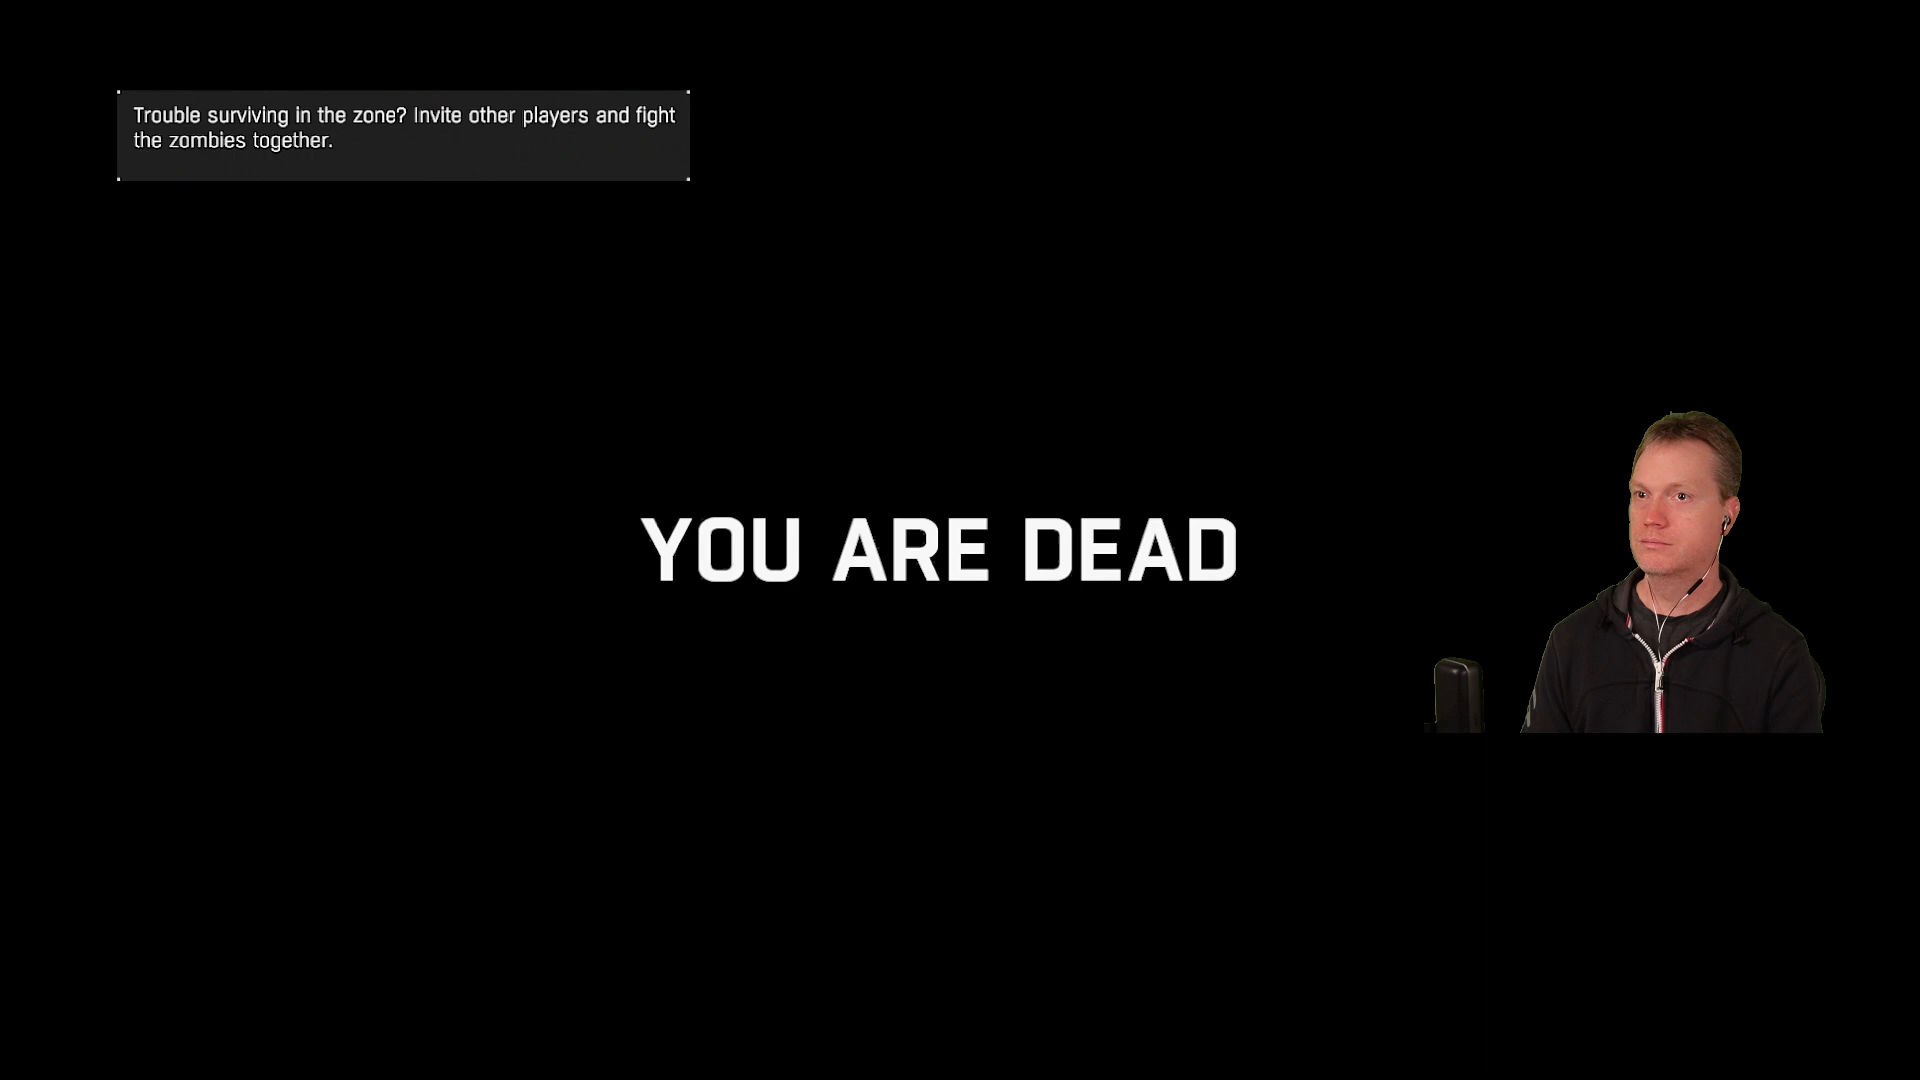 Trouble surviving in the zone? Invite other players and fight
the zombies together.
YOU ARE DEAD